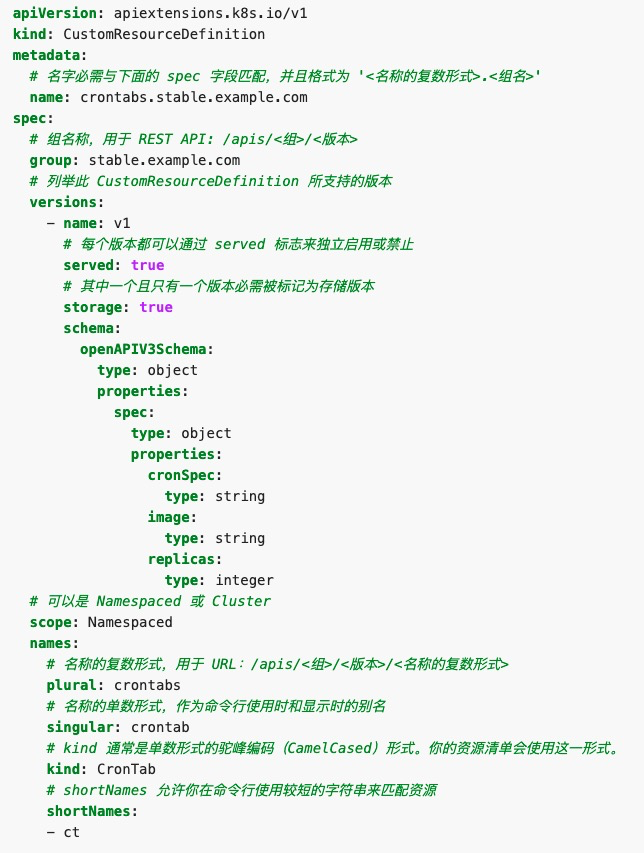 apiVersion: apiextensions.k8s.io/v1
kind: CustomResourceDefinition
metadata:
  # 名字必需与下面的 spec 字段匹配，并且格式为 '<名称的复数形式>.<组名>'
  name: crontabs.stable.example.com
spec:
  # 组名称，用于 REST API: /apis/<组>/<版本>
  group: stable.example.com
  # 列举此 CustomResourceDefinition 所支持的版本
  versions:
    - name: v1
      # 每个版本都可以通过 served 标志来独立启用或禁止
      served: true
      # 其中一个且只有一个版本必需被标记为存储版本
      storage: true
      schema:
        openAPIV3Schema:
          type: object
          properties:
            spec:
              type: object
              properties:
                cronSpec:
                  type: string
                image:
                  type: string
                replicas:
                  type: integer
  # 可以是 Namespaced 或 Cluster
  scope: Namespaced
  names:
    # 名称的复数形式，用于 URL：/apis/<组>/<版本>/<名称的复数形式>
    plural: crontabs
    # 名称的单数形式，作为命令行使用时和显示时的别名
    singular: crontab
    # kind 通常是单数形式的驼峰编码（CamelCased）形式。你的资源清单会使用这一形式。
    kind: CronTab
    # shortNames 允许你在命令行使用较短的字符串来匹配资源
    shortNames:
    - ct